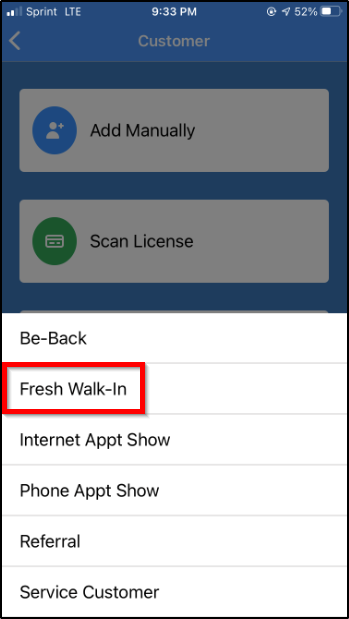 Sprint LTE 9:33 PM 52%
Customer
Add Manually
Scan License
Be-Back
Fresh Walk-In
Internet Appt Show
Phone Appt Show
Referral
Service Customer